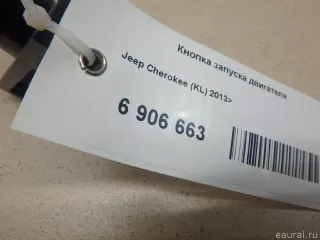 Кнопка запуска двигателя
Jeep Cherokee (KL) 2013>
6 906 663
eaural.ru